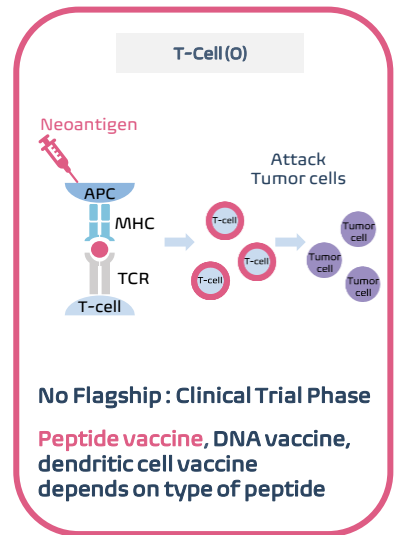 T-Cell(O)
Neoantigen
Attack
Tumor cells
APC
MHC
TCR
T-cell
T-cell
T-cell
T-cell
Tumor
cell
Tumor
cell
Tumor
cell
No Flagship : Clinical Trial Phase
Peptide vaccine, DNA vaccine,
dendritic cell vaccine
depends on type of peptide